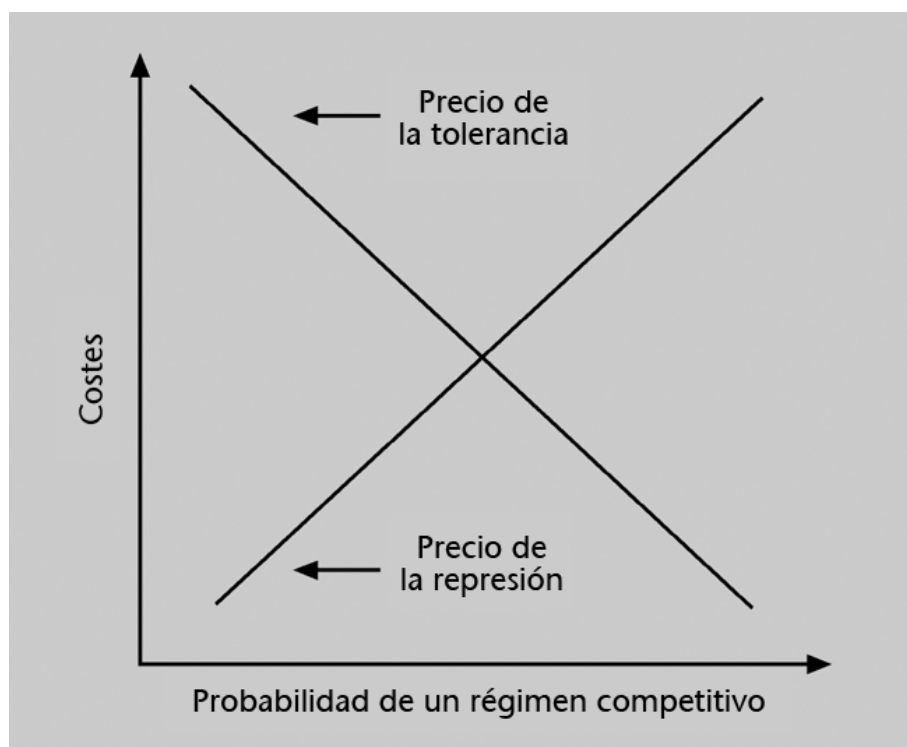 Precio de
la tolerancia
Costes
Precio de
la represión
Probabilidad de un régimen competitivo